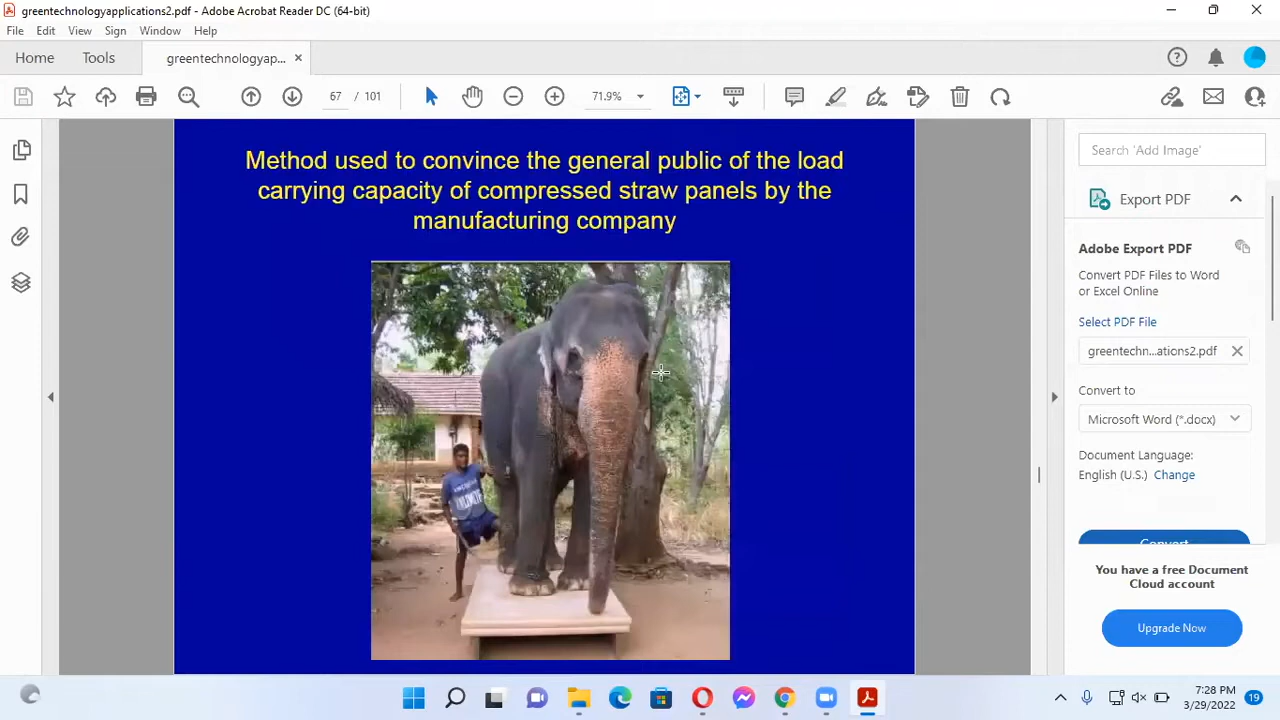 greentechnologyapplications2.pdf - Adobe Acrobat Reader DC (64-bit)
File Edit View Sign Window Help
Home Tools greentechnologyap... ×
67 / 101 71.9%
Search 'Add Image'
Method used to convince the general public of the load
carrying capacity of compressed straw panels by the
manufacturing company
Export PDF
Adobe Export PDF
Convert PDF Files to Word
or Excel Online
Select PDF File
greentechn...ations2.pdf
Convert to
Microsoft Word (*.docx)
Document Language:
English (U.S.) Change
Convert
You have a free Document
Cloud account
Upgrade Now
7:28 PM
3/29/2022
19